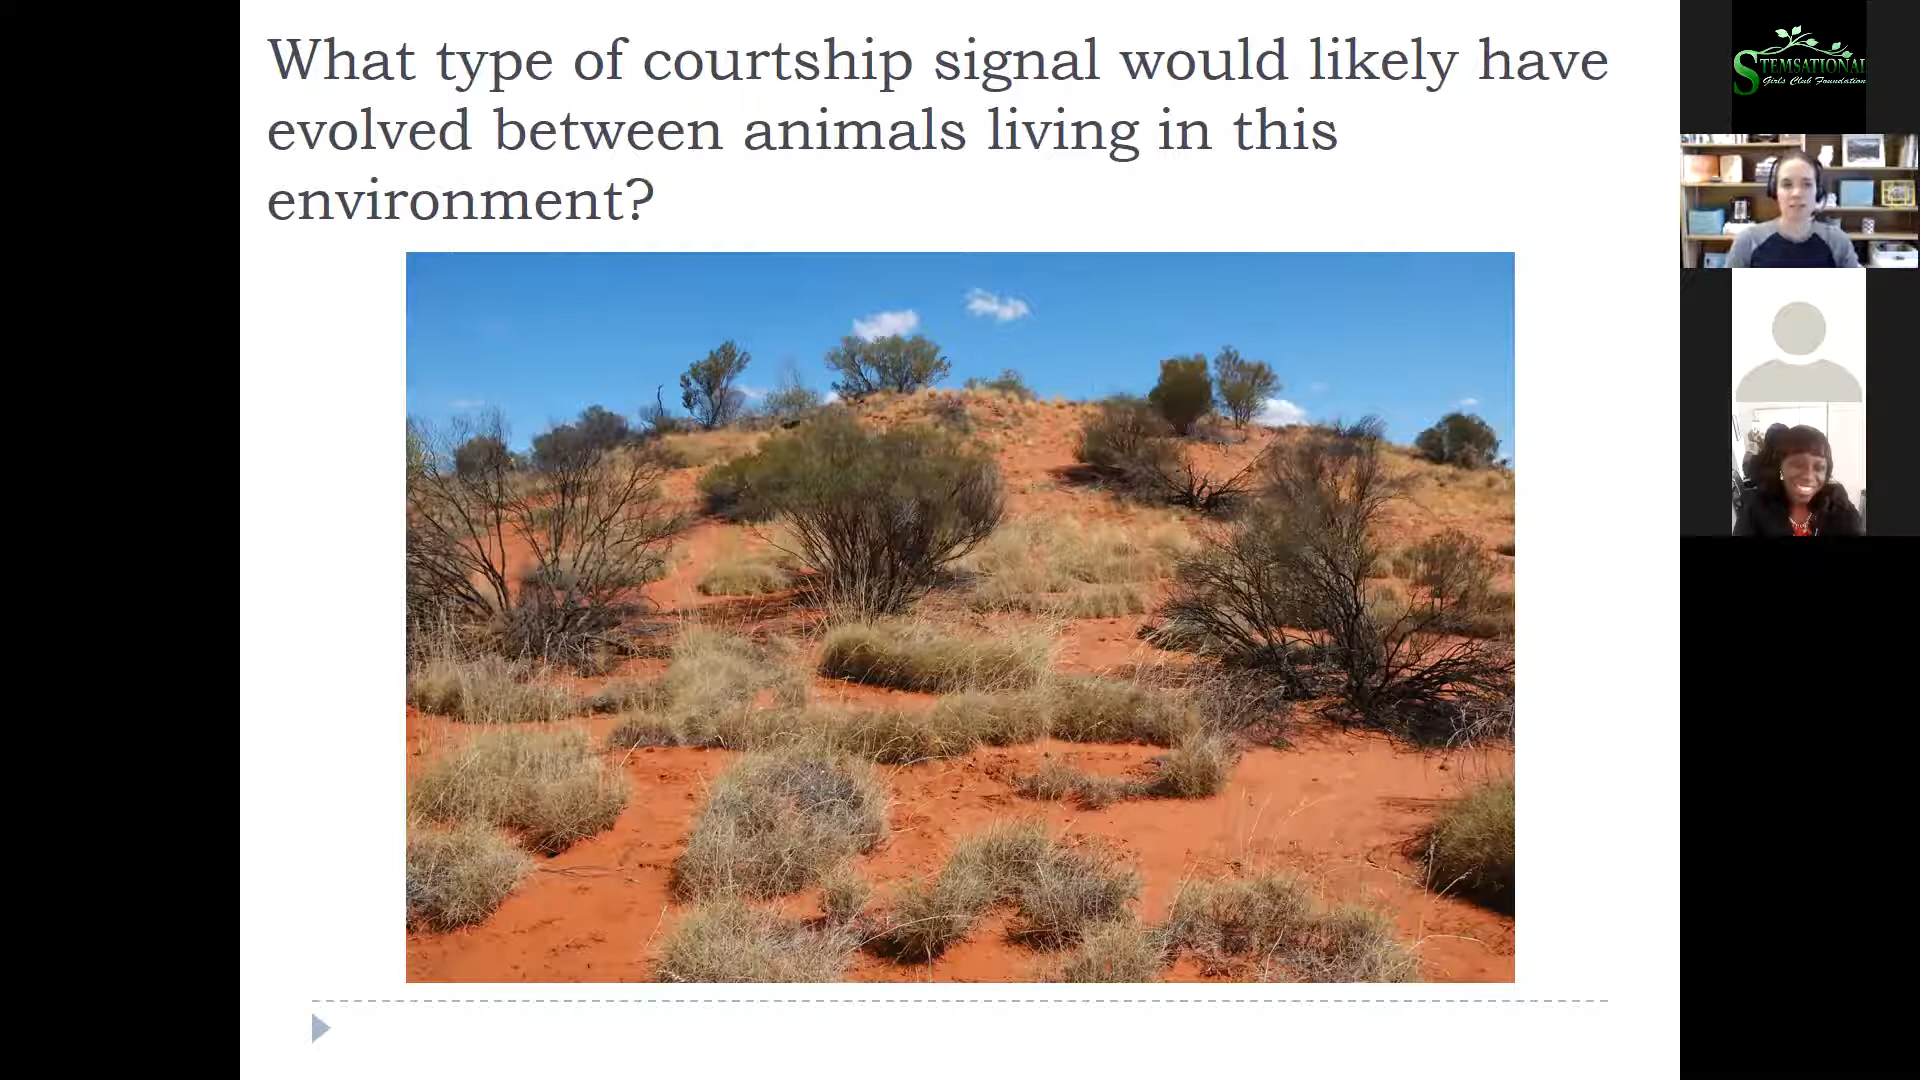 What type of courtship signal would likely have
evolved between animals living in this
environment?
STEMSATIONAL
Girls Club Foundation